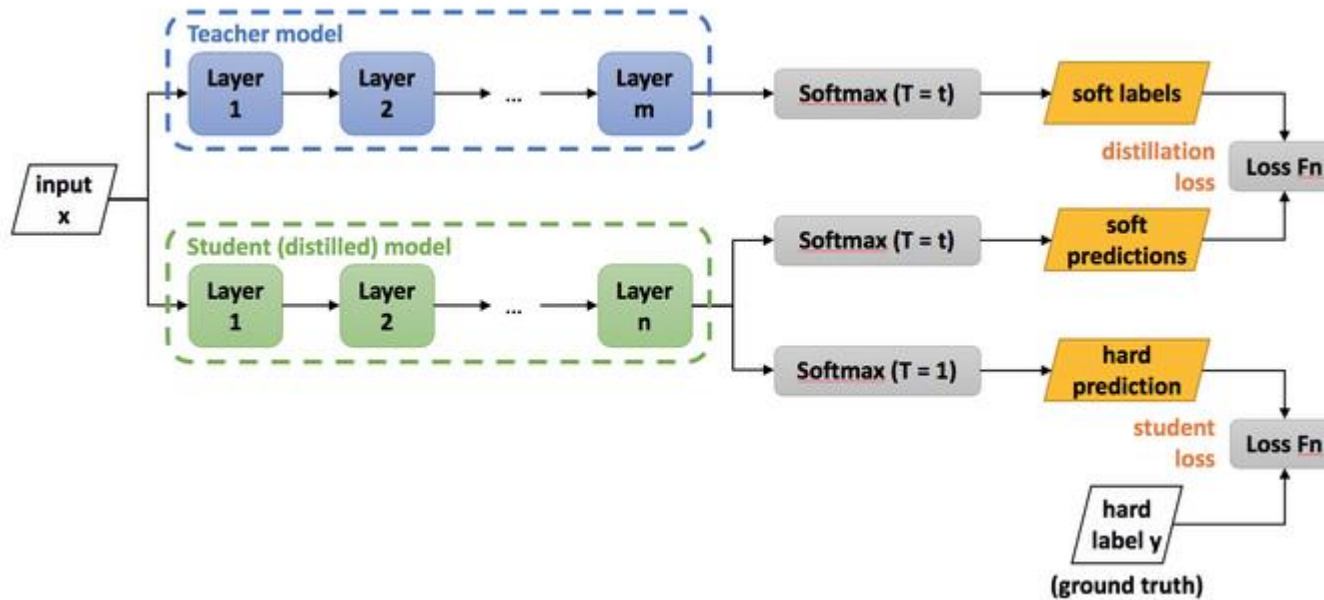 Teacher model
Layer
1
Layer
2
...
Layer
m
Softmax (T = t)
soft labels
distillation
loss
Loss Fn
input
x
Student (distilled) model
Layer
1
Layer
2
...
Layer
n
Softmax (T = t)
soft
predictions
Softmax (T = 1)
hard
prediction
student
loss
Loss Fn
hard
label y
(ground truth)